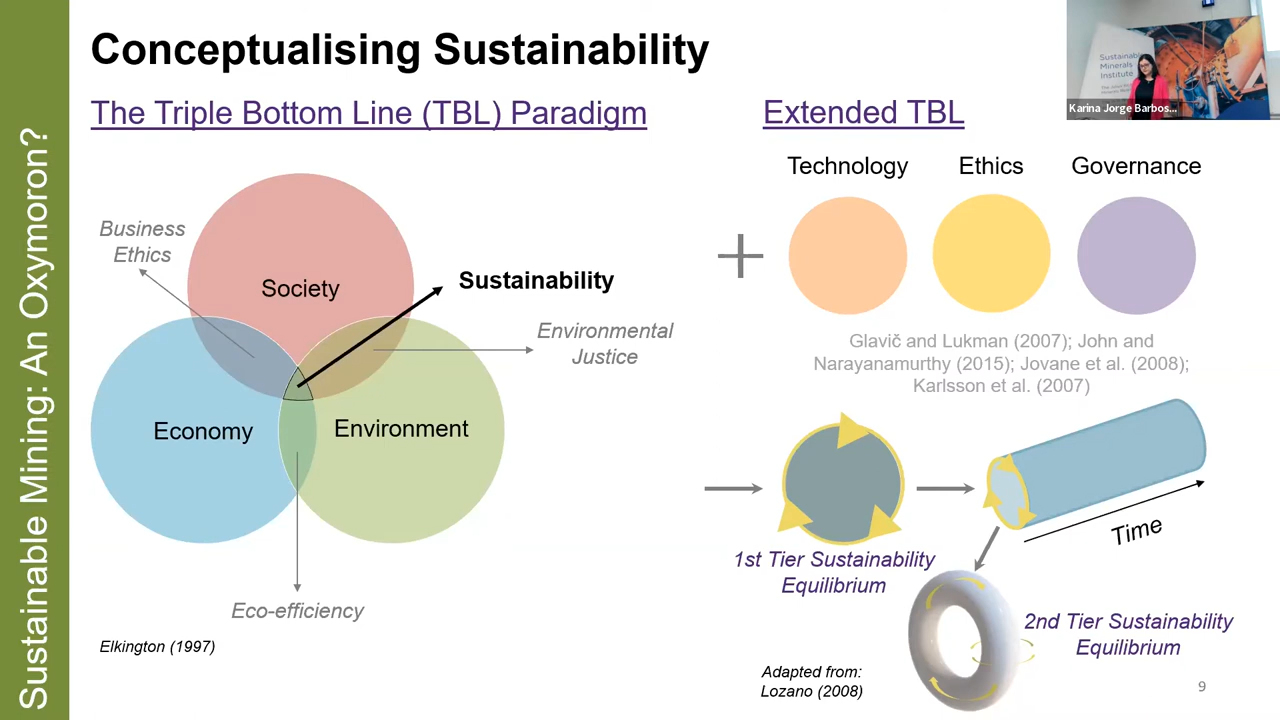 Sustainable Mining: An Oxymoron?
Conceptualising Sustainability
The Triple Bottom Line (TBL) Paradigm
Business
Ethics
Society
Sustainability
Environmental
Justice
Economy
Environment
Eco-efficiency
Elkington (1997)
Extended TBL
Technology
Ethics
Governance
Glavič and Lukman (2007); John and
Narayanamurthy (2015); Jovane et al. (2008);
Karlsson et al. (2007)
1st Tier Sustainability
Equilibrium
Time
2nd Tier Sustainability
Equilibrium
Adapted from:
Lozano (2008)
9
Sustainable
Minerals
Institute
Karina Jorge Barbos...